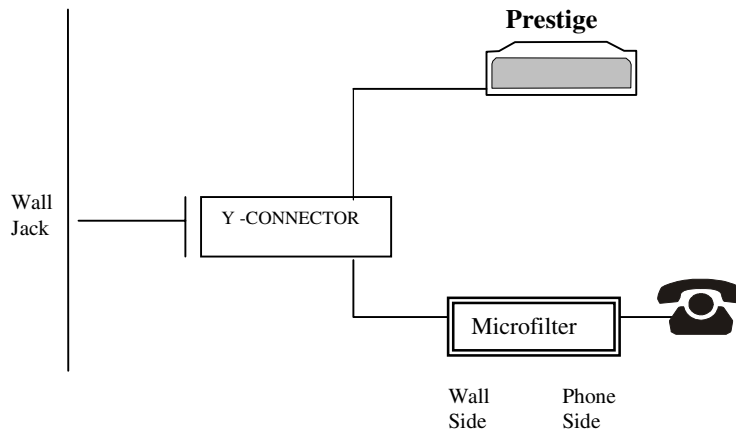 Prestige
Wall
Jack
Y -CONNECTOR
Microfilter
Wall
Side
Phone
Side